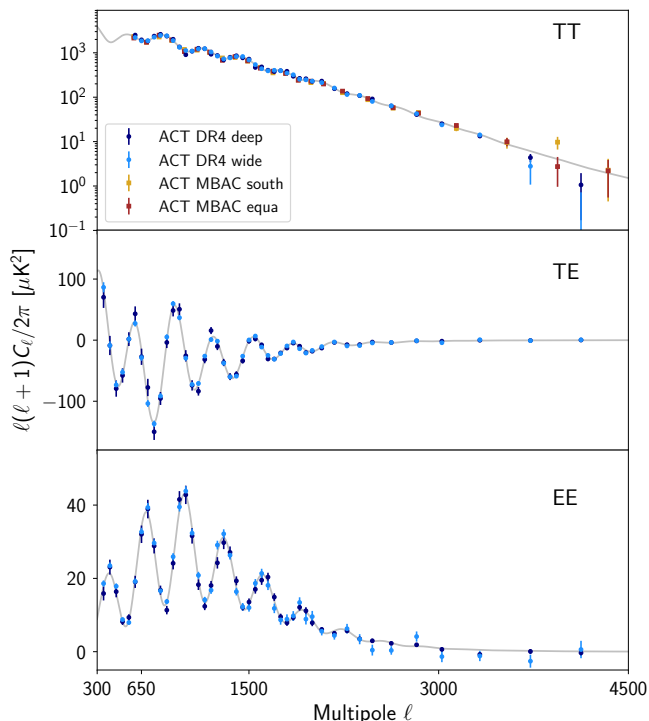 TT
10³
10²
10¹
10⁰
10⁻¹
ACT DR4 deep
ACT DR4 wide
ACT MBAC south
ACT MBAC equa
TE
100
0
−100
ℓ(ℓ + 1)Cℓ/2π [μK²]
EE
40
20
0
300 650 1500 3000 4500
Multipole ℓ